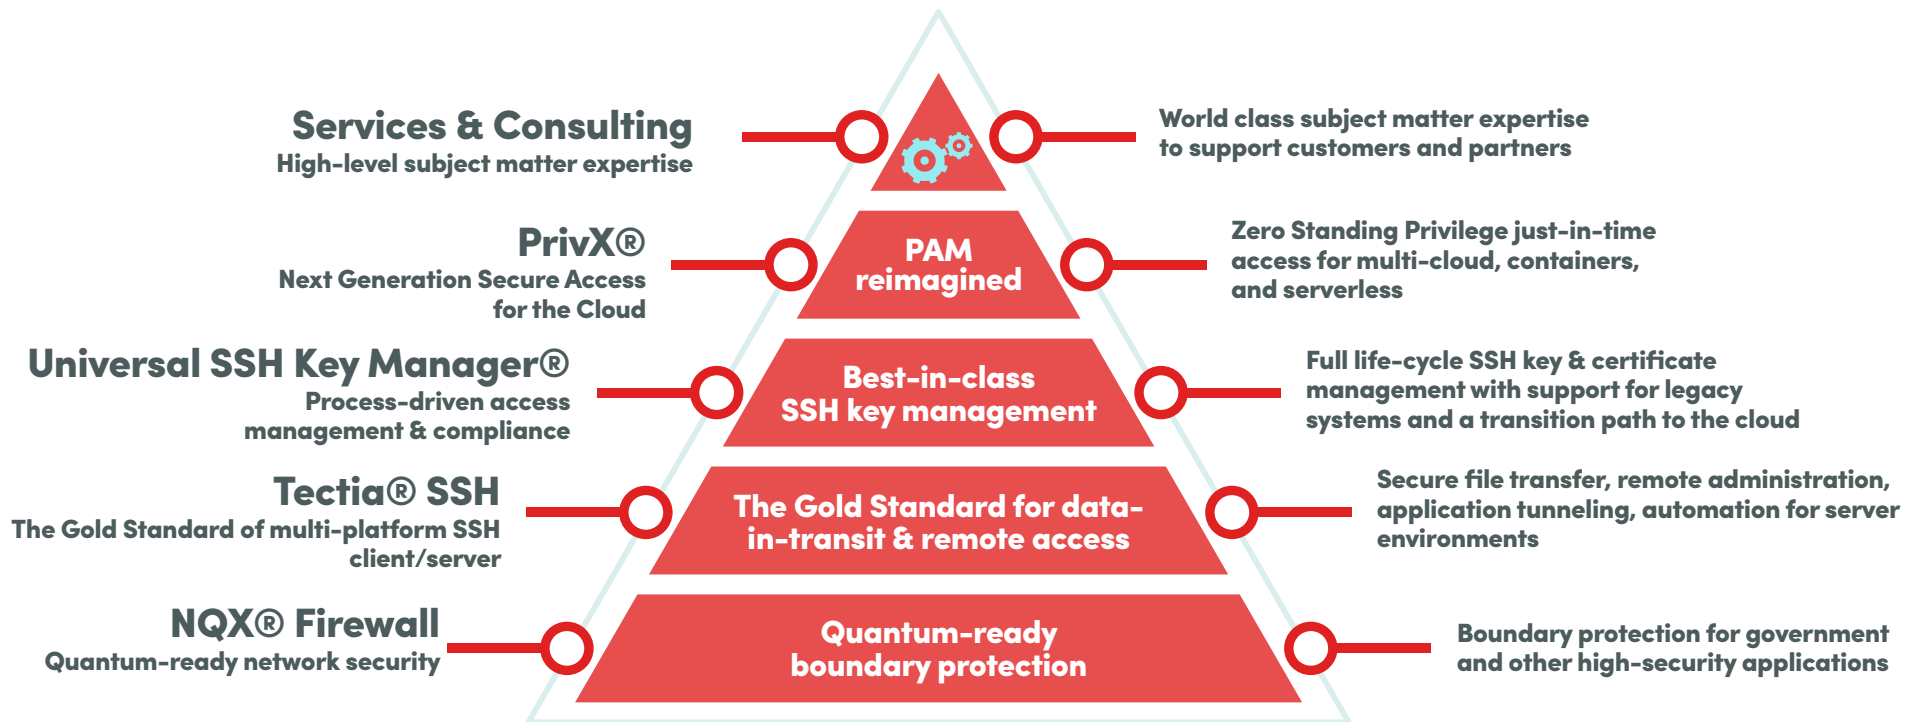 Services & Consulting
High-level subject matter expertise
World class subject matter expertise
to support customers and partners
PrivX®
Next Generation Secure Access
for the Cloud
PAM
reimagined
Zero Standing Privilege just-in-time
access for multi-cloud, containers,
and serverless
Universal SSH Key Manager®
Process-driven access
management & compliance
Best-in-class
SSH key management
Full life-cycle SSH key & certificate
management with support for legacy
systems and a transition path to the cloud
Tectia® SSH
The Gold Standard of multi-platform SSH
client/server
The Gold Standard for data-
in-transit & remote access
Secure file transfer, remote administration,
application tunneling, automation for server
environments
NQX® Firewall
Quantum-ready network security
Quantum-ready
boundary protection
Boundary protection for government
and other high-security applications